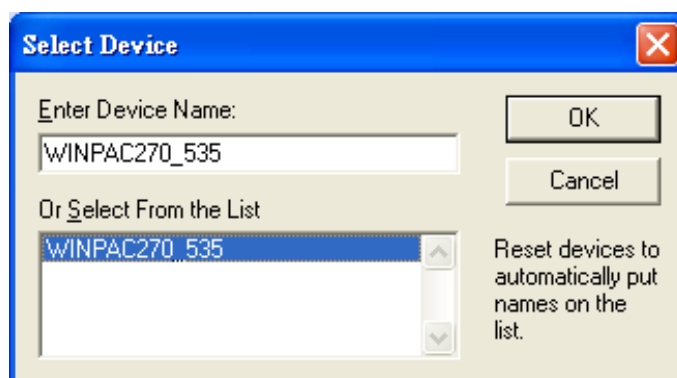 Select Device
Enter Device Name:
OK
WINPAC270_535
Cancel
Or Select From the List
WINPAC270_535
Reset devices to
automatically put
names on the
list.